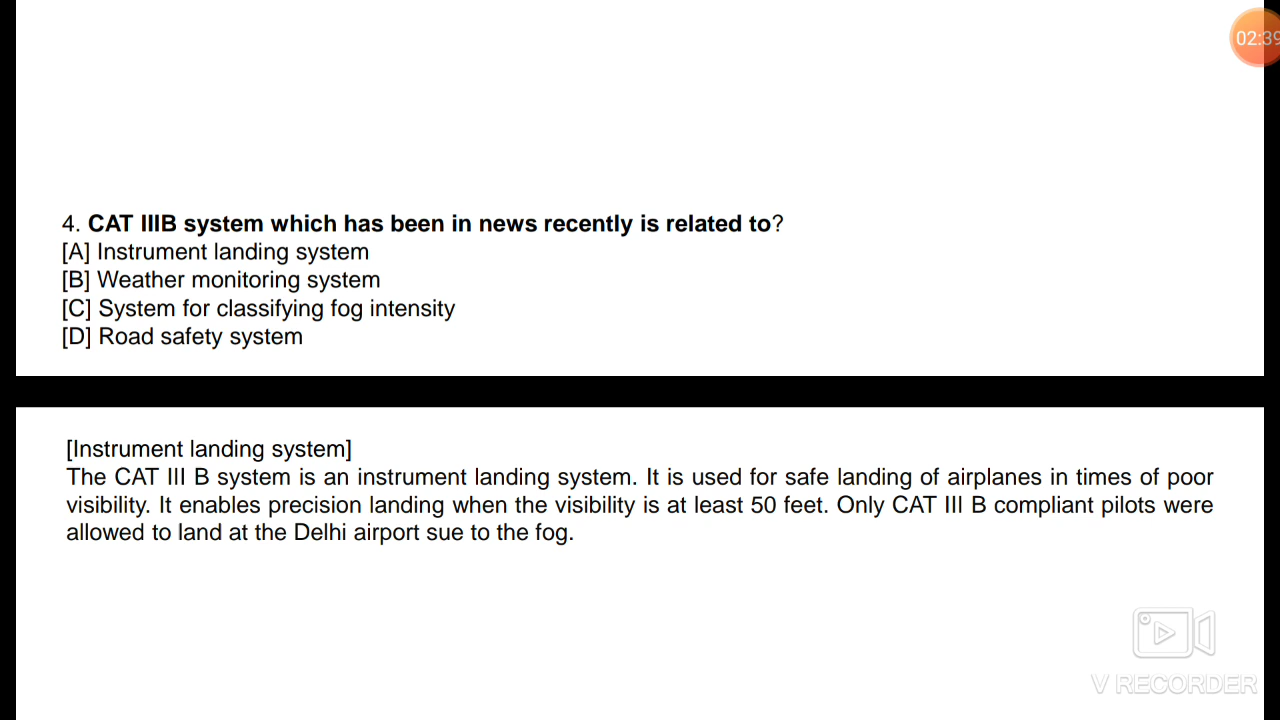 02:39
4. CAT IIIB system which has been in news recently is related to?
[A] Instrument landing system
[B] Weather monitoring system
[C] System for classifying fog intensity
[D] Road safety system
[Instrument landing system]
The CAT III B system is an instrument landing system. It is used for safe landing of airplanes in times of poor
visibility. It enables precision landing when the visibility is at least 50 feet. Only CAT III B compliant pilots were
allowed to land at the Delhi airport sue to the fog.
V RECORDER